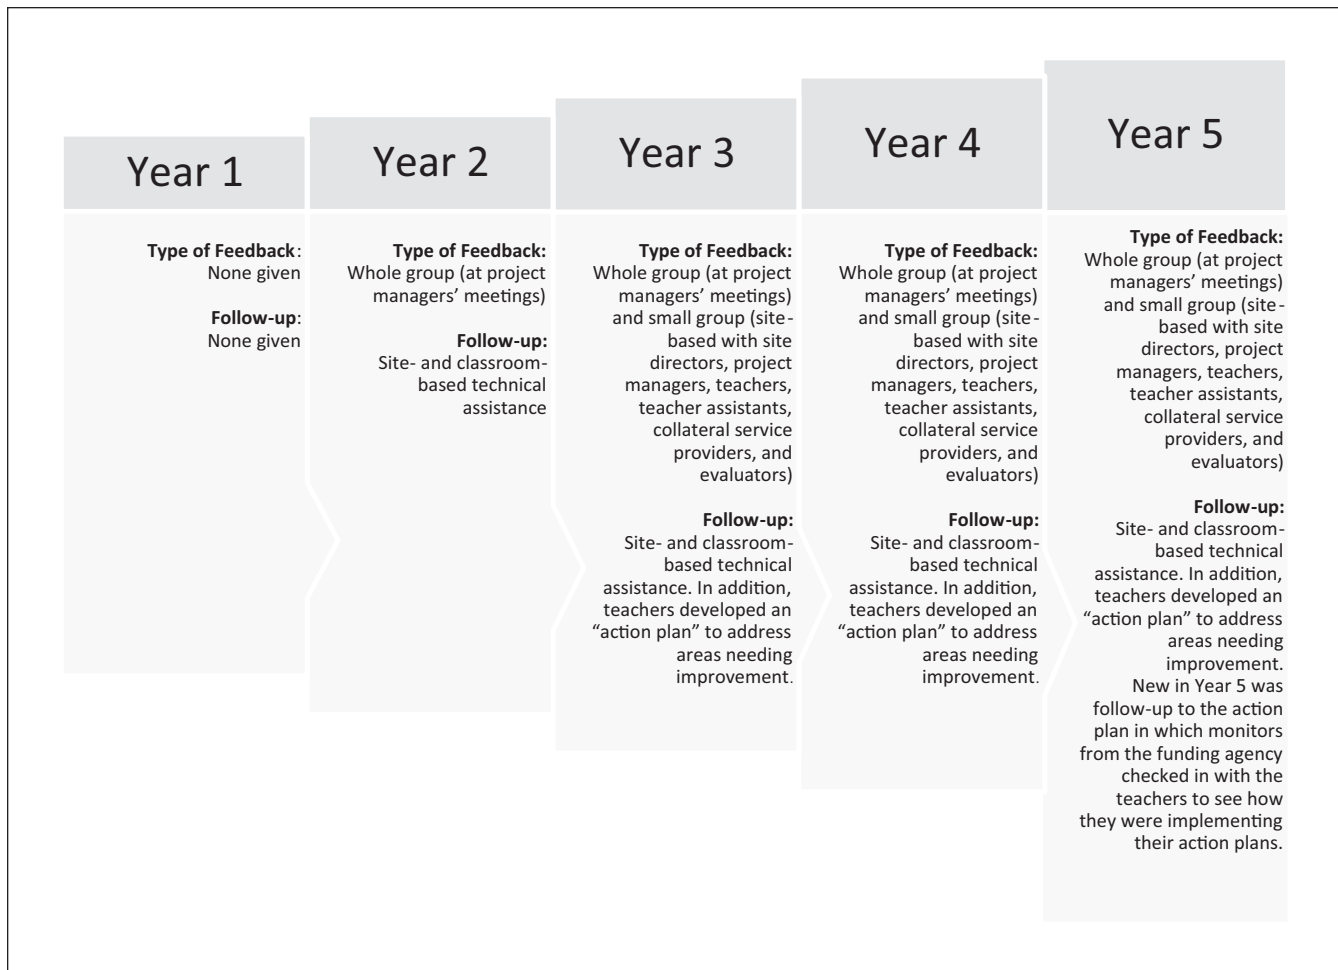 Year 1
Type of Feedback:
None given
Follow-up:
None given
Year 2
Type of Feedback:
Whole group (at project
managers’ meetings)
Follow-up:
Site- and classroom-
based technical
assistance
Year 3
Type of Feedback:
Whole group (at project
managers’ meetings)
and small group (site-
based with site
directors, project
managers, teachers,
teacher assistants,
collateral service
providers, and
evaluators)
Follow-up:
Site- and classroom-
based technical
assistance. In addition,
teachers developed an
“action plan” to address
areas needing
improvement.
Year 4
Type of Feedback:
Whole group (at project
managers’ meetings)
and small group (site-
based with site
directors, project
managers, teachers,
teacher assistants,
collateral service
providers, and
evaluators)
Follow-up:
Site- and classroom-
based technical
assistance. In addition,
teachers developed an
“action plan” to address
areas needing
improvement.
Year 5
Type of Feedback:
Whole group (at project
managers’ meetings)
and small group (site-
based with site
directors, project
managers, teachers,
teacher assistants,
collateral service
providers, and
evaluators)
Follow-up:
Site- and classroom-
based technical
assistance. In addition,
teachers developed an
“action plan” to address
areas needing
improvement.
New in Year 5 was
follow-up to the action
plan in which monitors
from the funding agency
checked in with the
teachers to see how
they were implementing
their action plans.